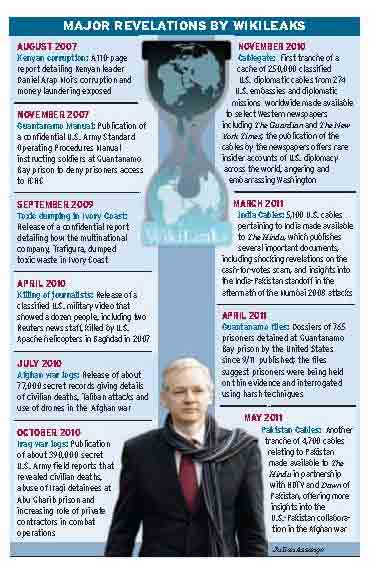 MAJOR REVELATIONS BY WIKILEAKS
AUGUST 2007
Kenyan corruption: A 110-page
report detailing Kenyan leader
Daniel Arap Moi's corruption and
money laundering exposed
NOVEMBER 2007
Guantanamo Manual: Publication of
a confidential U.S. Army Standard
Operating Procedures Manual
instructing soldiers at Guantanamo
Bay prison to deny prisoners access
to ICRC
SEPTEMBER 2009
Toxic dumping in Ivory Coast:
Release of a confidential report
detailing how the multinational
company, Trafigura, dumped
toxic waste in Ivory Coast
APRIL 2010
Killing of journalists: Release of a
classified U.S. military video that
showed a dozen people, including two
Reuters news staff, killed by U.S.
Apache helicopters in Baghdad in 2007
JULY 2010
Afghan war logs: Release of about
77,000 secret records giving details
of civilian deaths, Taliban attacks and
use of drones in the Afghan war
OCTOBER 2010
Iraq war logs: Publication
of about 390,000 secret
U.S. Army field reports that
revealed civilian deaths,
abuse of Iraqi detainees at
Abu Gharib prison and
increasing role of private
contractors in combat
operations
WikiLeaks
NOVEMBER 2010
Cablegate: First tranche of a
cache of 250,000 classified
U.S. diplomatic cables from 274
U.S. embassies and diplomatic
missions worldwide made available
to select Western newspapers
including The Guardian and The New
York Times; the publication of the
cables by the newspapers offers rare
insider accounts of U.S. diplomacy
across the world, angering and
embarrassing Washington
MARCH 2011
India Cables: 5,100 U.S. cables
pertaining to India made available
to The Hindu, which publishes
several important documents,
including shocking revelations on the
cash-for-votes scam, and insights into
the India-Pakistan standoff in the
aftermath of the Mumbai 2008 attacks
APRIL 2011
Guantanamo files: Dossiers of 765
prisoners detained at Guantanamo
Bay prison by the United States
since 9/11 published; the files
suggest prisoners were being held
on thin evidence and interrogated
using harsh techniques
MAY 2011
Pakistan Cables: Another
tranche of 4,700 cables
relating to Pakistan
made available to The
Hindu in partnership
with NDTV and Dawn of
Pakistan, offering more
insights into the
U.S.-Pakistan collabora-
tion in the Afghan war
Julian Assange